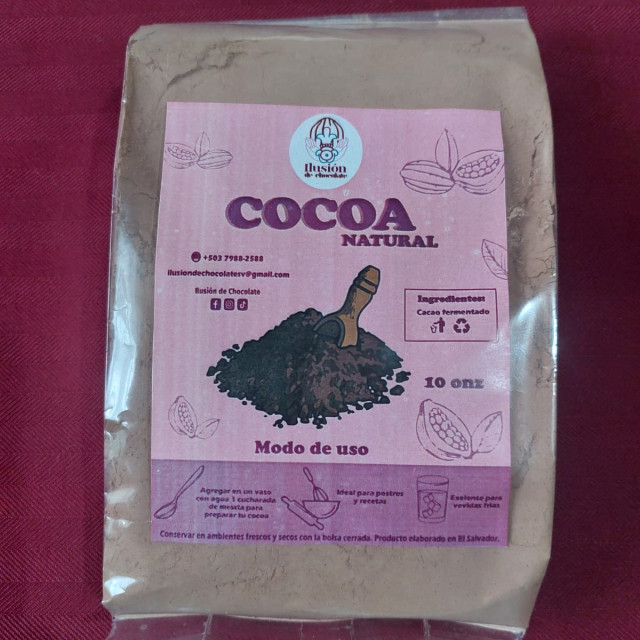 Ilusión
de chocolate
COCOA
NATURAL
+503 7988-2588
ilusiondechocolatesv@gmail.com
Ilusión de Chocolate
Ingredientes:
Cacao fermentado
10 onz
Modo de uso
Agregar en un vaso
con agua 1 cucharada
de mezcla para
preparar tu cocoa
Ideal para postres
y recetas
Exelense para
vevidas frias
Conservar en ambientes frescos y secos con la bolsa cerrada. Producto elaborado en El Salvador.